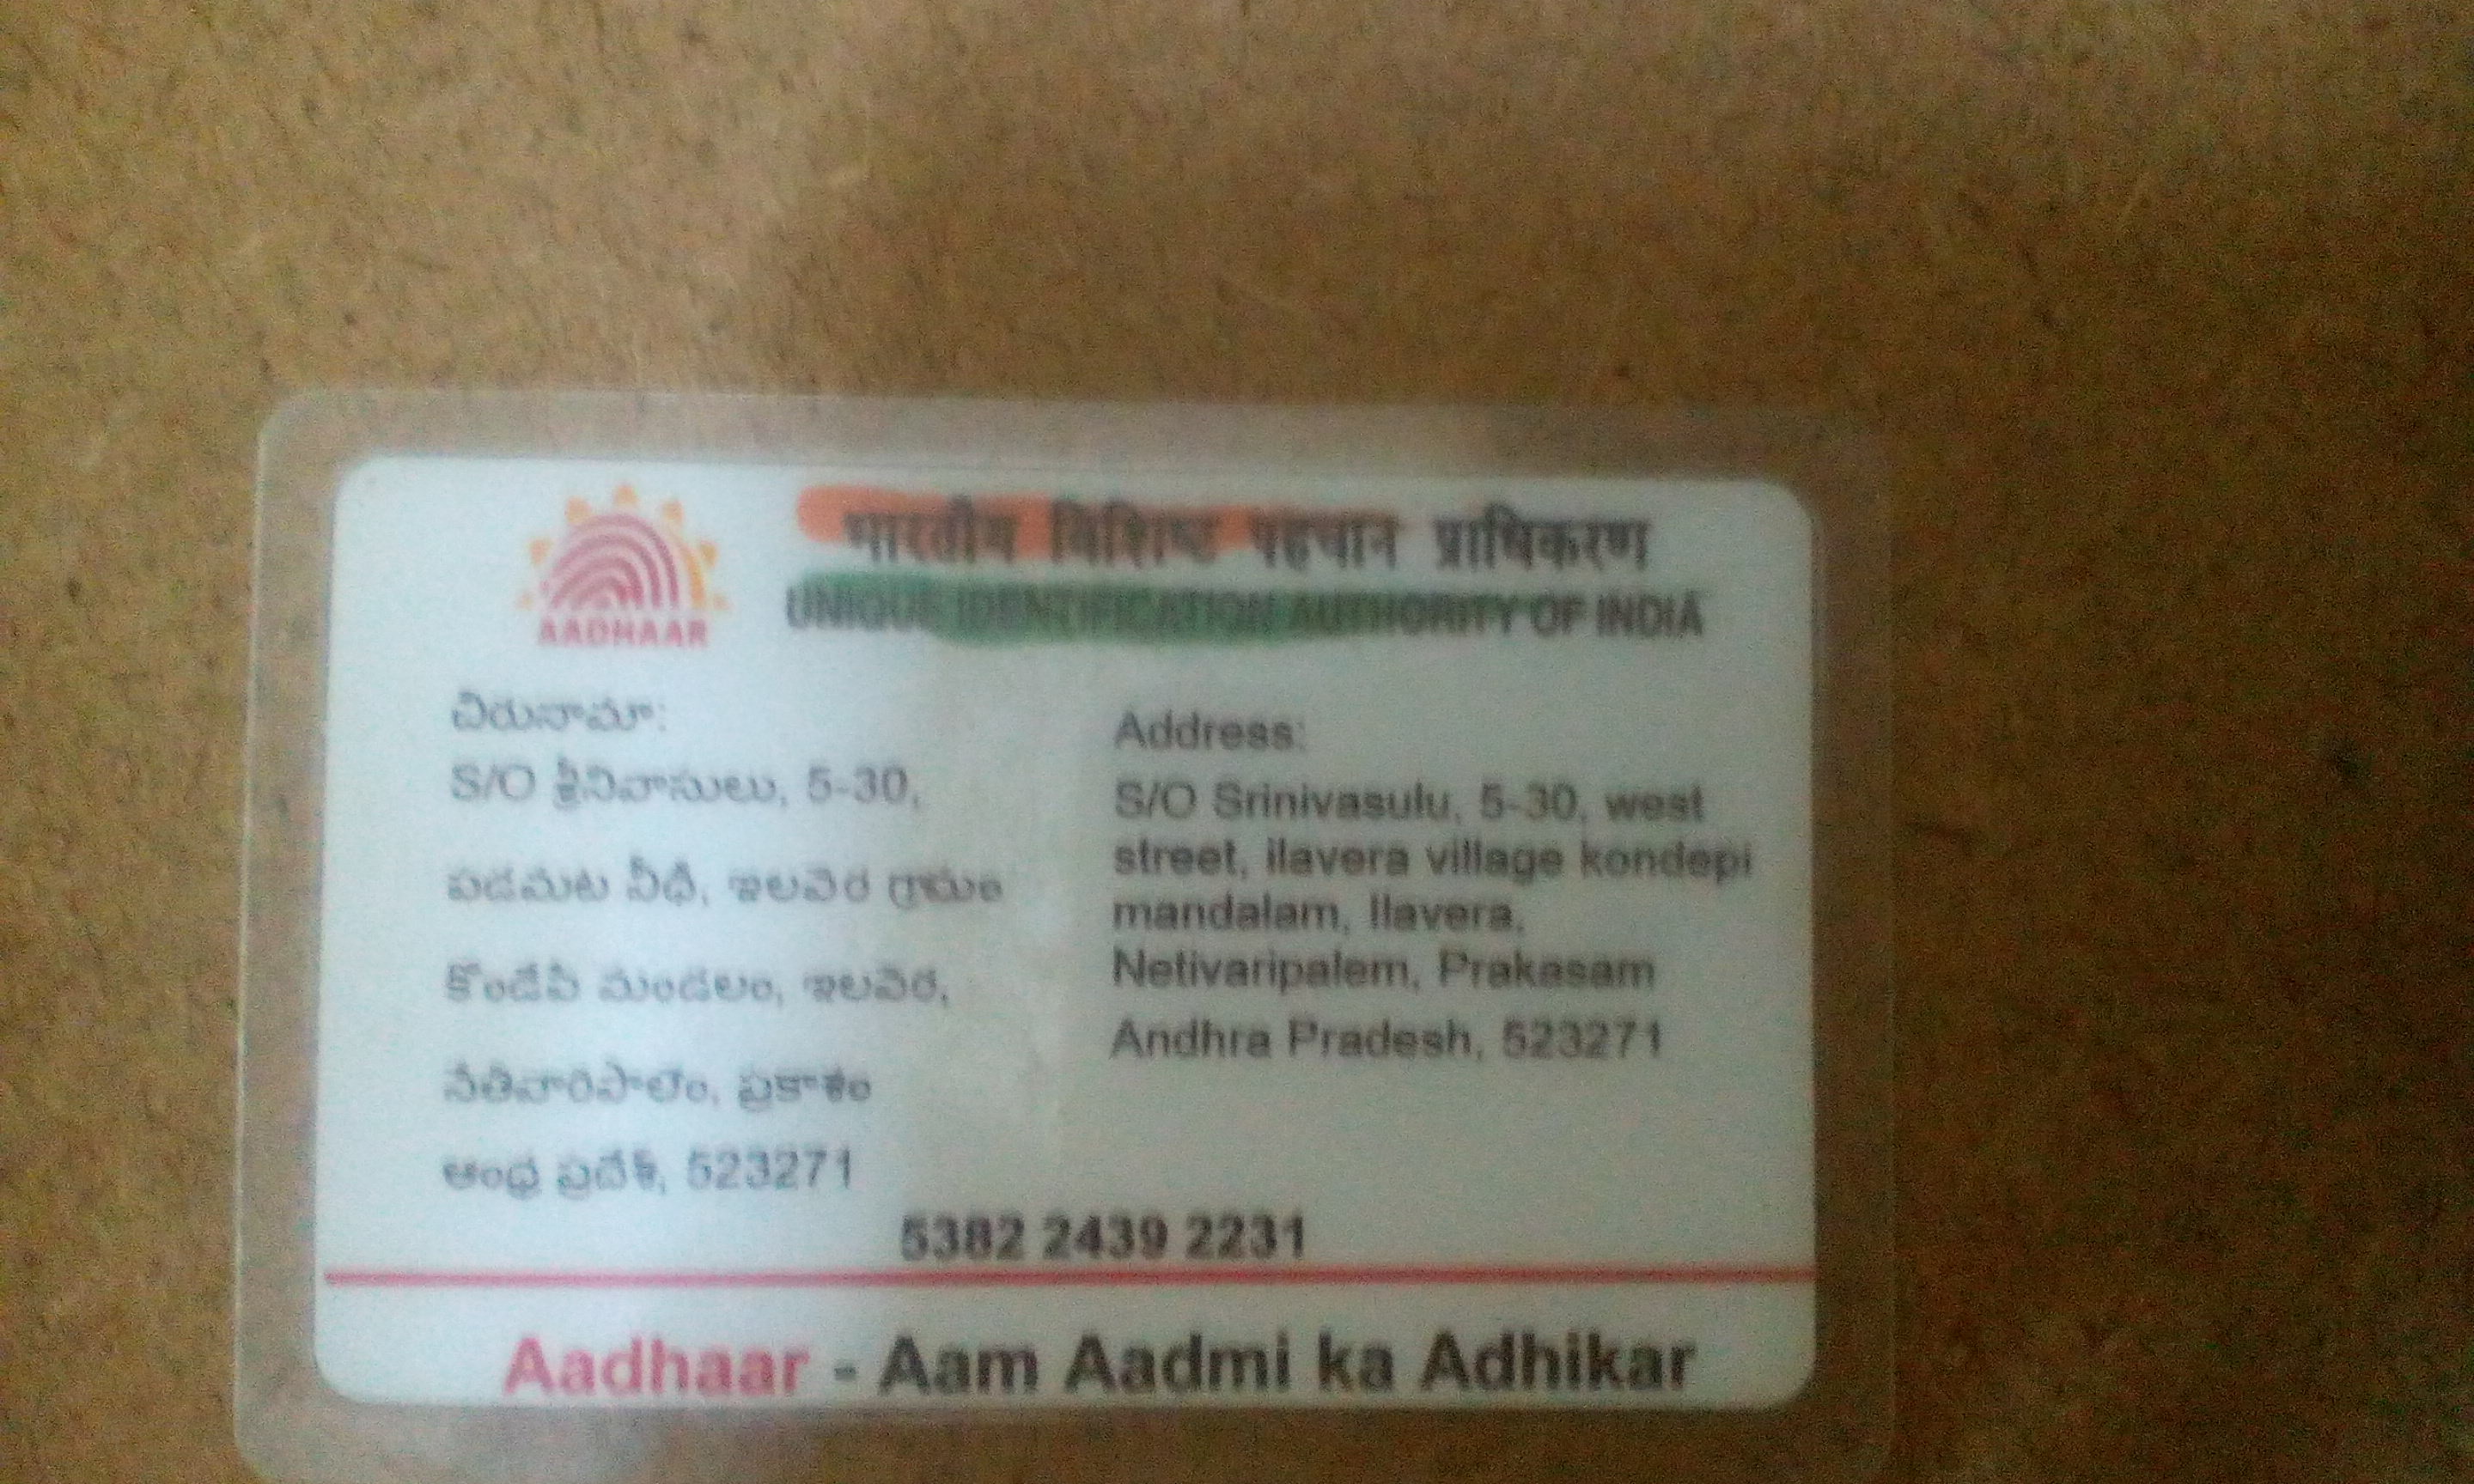 भारतीय विशिष्ट पहचान प्राधिकरण
UNIQUE IDENTIFICATION AUTHORITY OF INDIA
AADHAAR
చిరునామా:
S/O శ్రీనివాసులు, 5-30,
పడమట వీధి, ఇలవెర గ్రామం
కొండేపి మండలం, ఇలవెర,
నేతివారిపాలెం, ప్రకాశం
ఆంధ్ర ప్రదేశ్, 523271
Address:
S/O Srinivasulu, 5-30, west
street, ilavera village kondepi
mandalam, Ilavera,
Netivaripalem, Prakasam
Andhra Pradesh, 523271
5382 2439 2231
Aadhaar - Aam Aadmi ka Adhikar